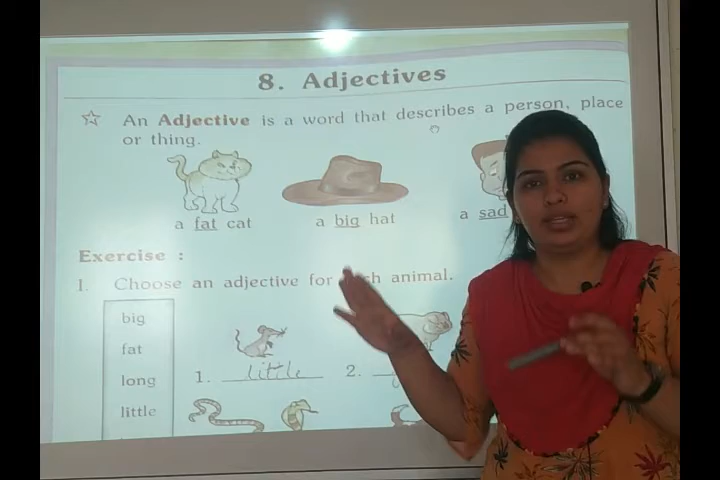 8. Adjectives
☆ An Adjective is a word that describes a person, place
or thing.
a fat cat
a big hat
a sad
Exercise :
I. Choose an adjective for animal.
big
fat
long
little
1. little
2.